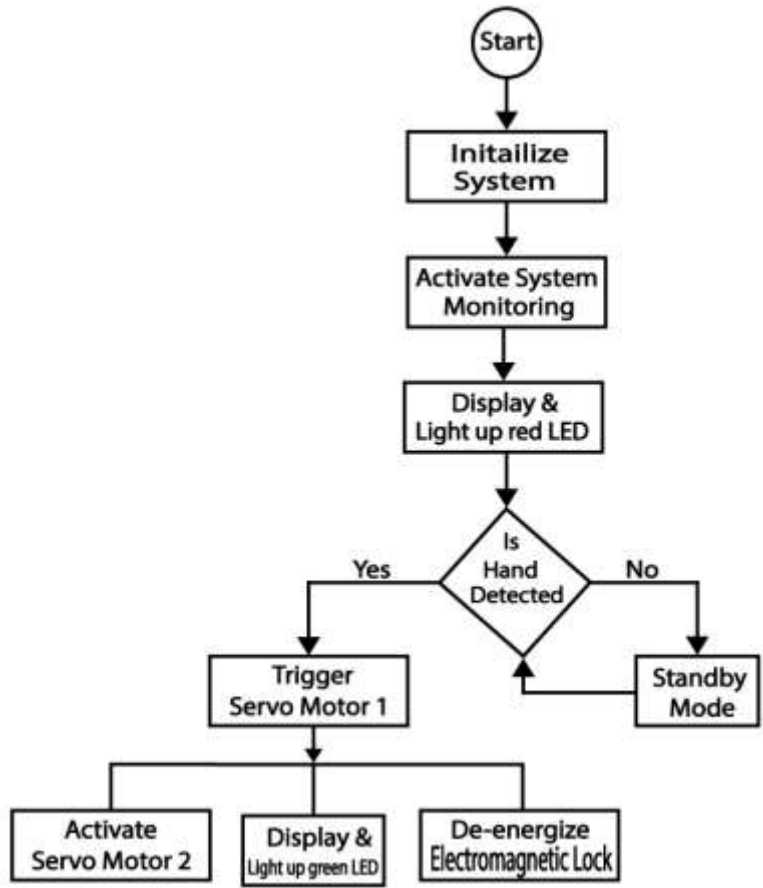 Start
Initailize
System
Activate System
Monitoring
Display &
Light up red LED
Is
Hand
Detected
Yes
No
Trigger
Servo Motor 1
Standby
Mode
Activate
Servo Motor 2
Display &
Light up green LED
De-energize
Electromagnetic Lock